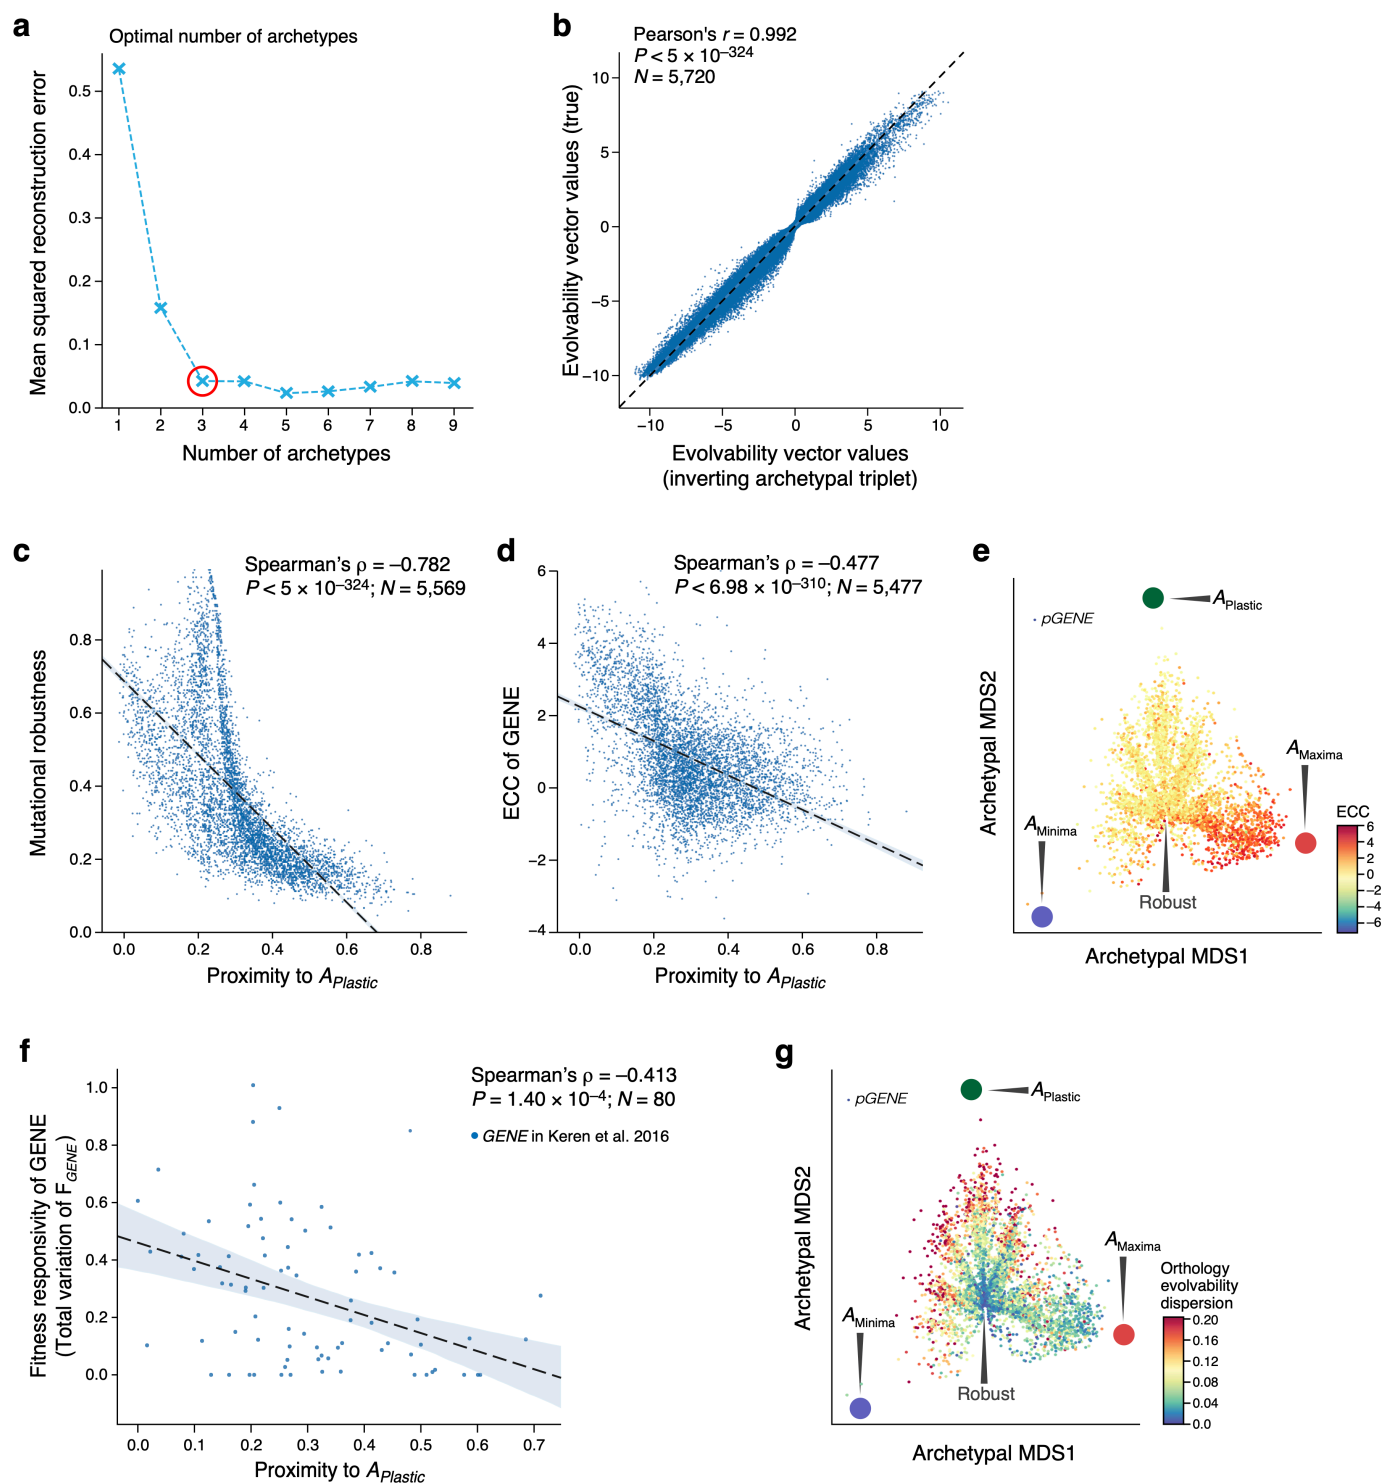 a
Optimal number of archetypes
Mean squared reconstruction error
0.5
0.4
0.3
0.2
0.1
0.0
1 2 3 4 5 6 7 8 9
Number of archetypes
b
Pearson's r = 0.992
P < 5 × 10⁻³²⁴
N = 5,720
Evolvability vector values (true)
10
5
0
−5
−10
−10 −5 0 5 10
Evolvability vector values
(inverting archetypal triplet)
c
Spearman's ρ = −0.782
P < 5 × 10⁻³²⁴; N = 5,569
Mutational robustness
0.8
0.6
0.4
0.2
0.0
0.0 0.2 0.4 0.6 0.8
Proximity to A_Plastic
d
Spearman's ρ = −0.477
P < 6.98 × 10⁻³¹⁰; N = 5,477
ECC of GENE
6
4
2
0
−2
−4
0.0 0.2 0.4 0.6 0.8
Proximity to A_Plastic
e
pGENE
A_Plastic
A_Maxima
A_Minima
Robust
Archetypal MDS2
Archetypal MDS1
ECC
6
4
2
0
−2
−4
−6
f
Spearman's ρ = −0.413
P = 1.40 × 10⁻⁴; N = 80
GENE in Keren et al. 2016
Fitness responsivity of GENE
(Total variation of F_GENE)
1.0
0.8
0.6
0.4
0.2
0.0
0.0 0.1 0.2 0.3 0.4 0.5 0.6 0.7
Proximity to A_Plastic
g
pGENE
A_Plastic
A_Maxima
A_Minima
Robust
Archetypal MDS2
Archetypal MDS1
Orthology
evolvability
dispersion
0.20
0.16
0.12
0.08
0.04
0.0